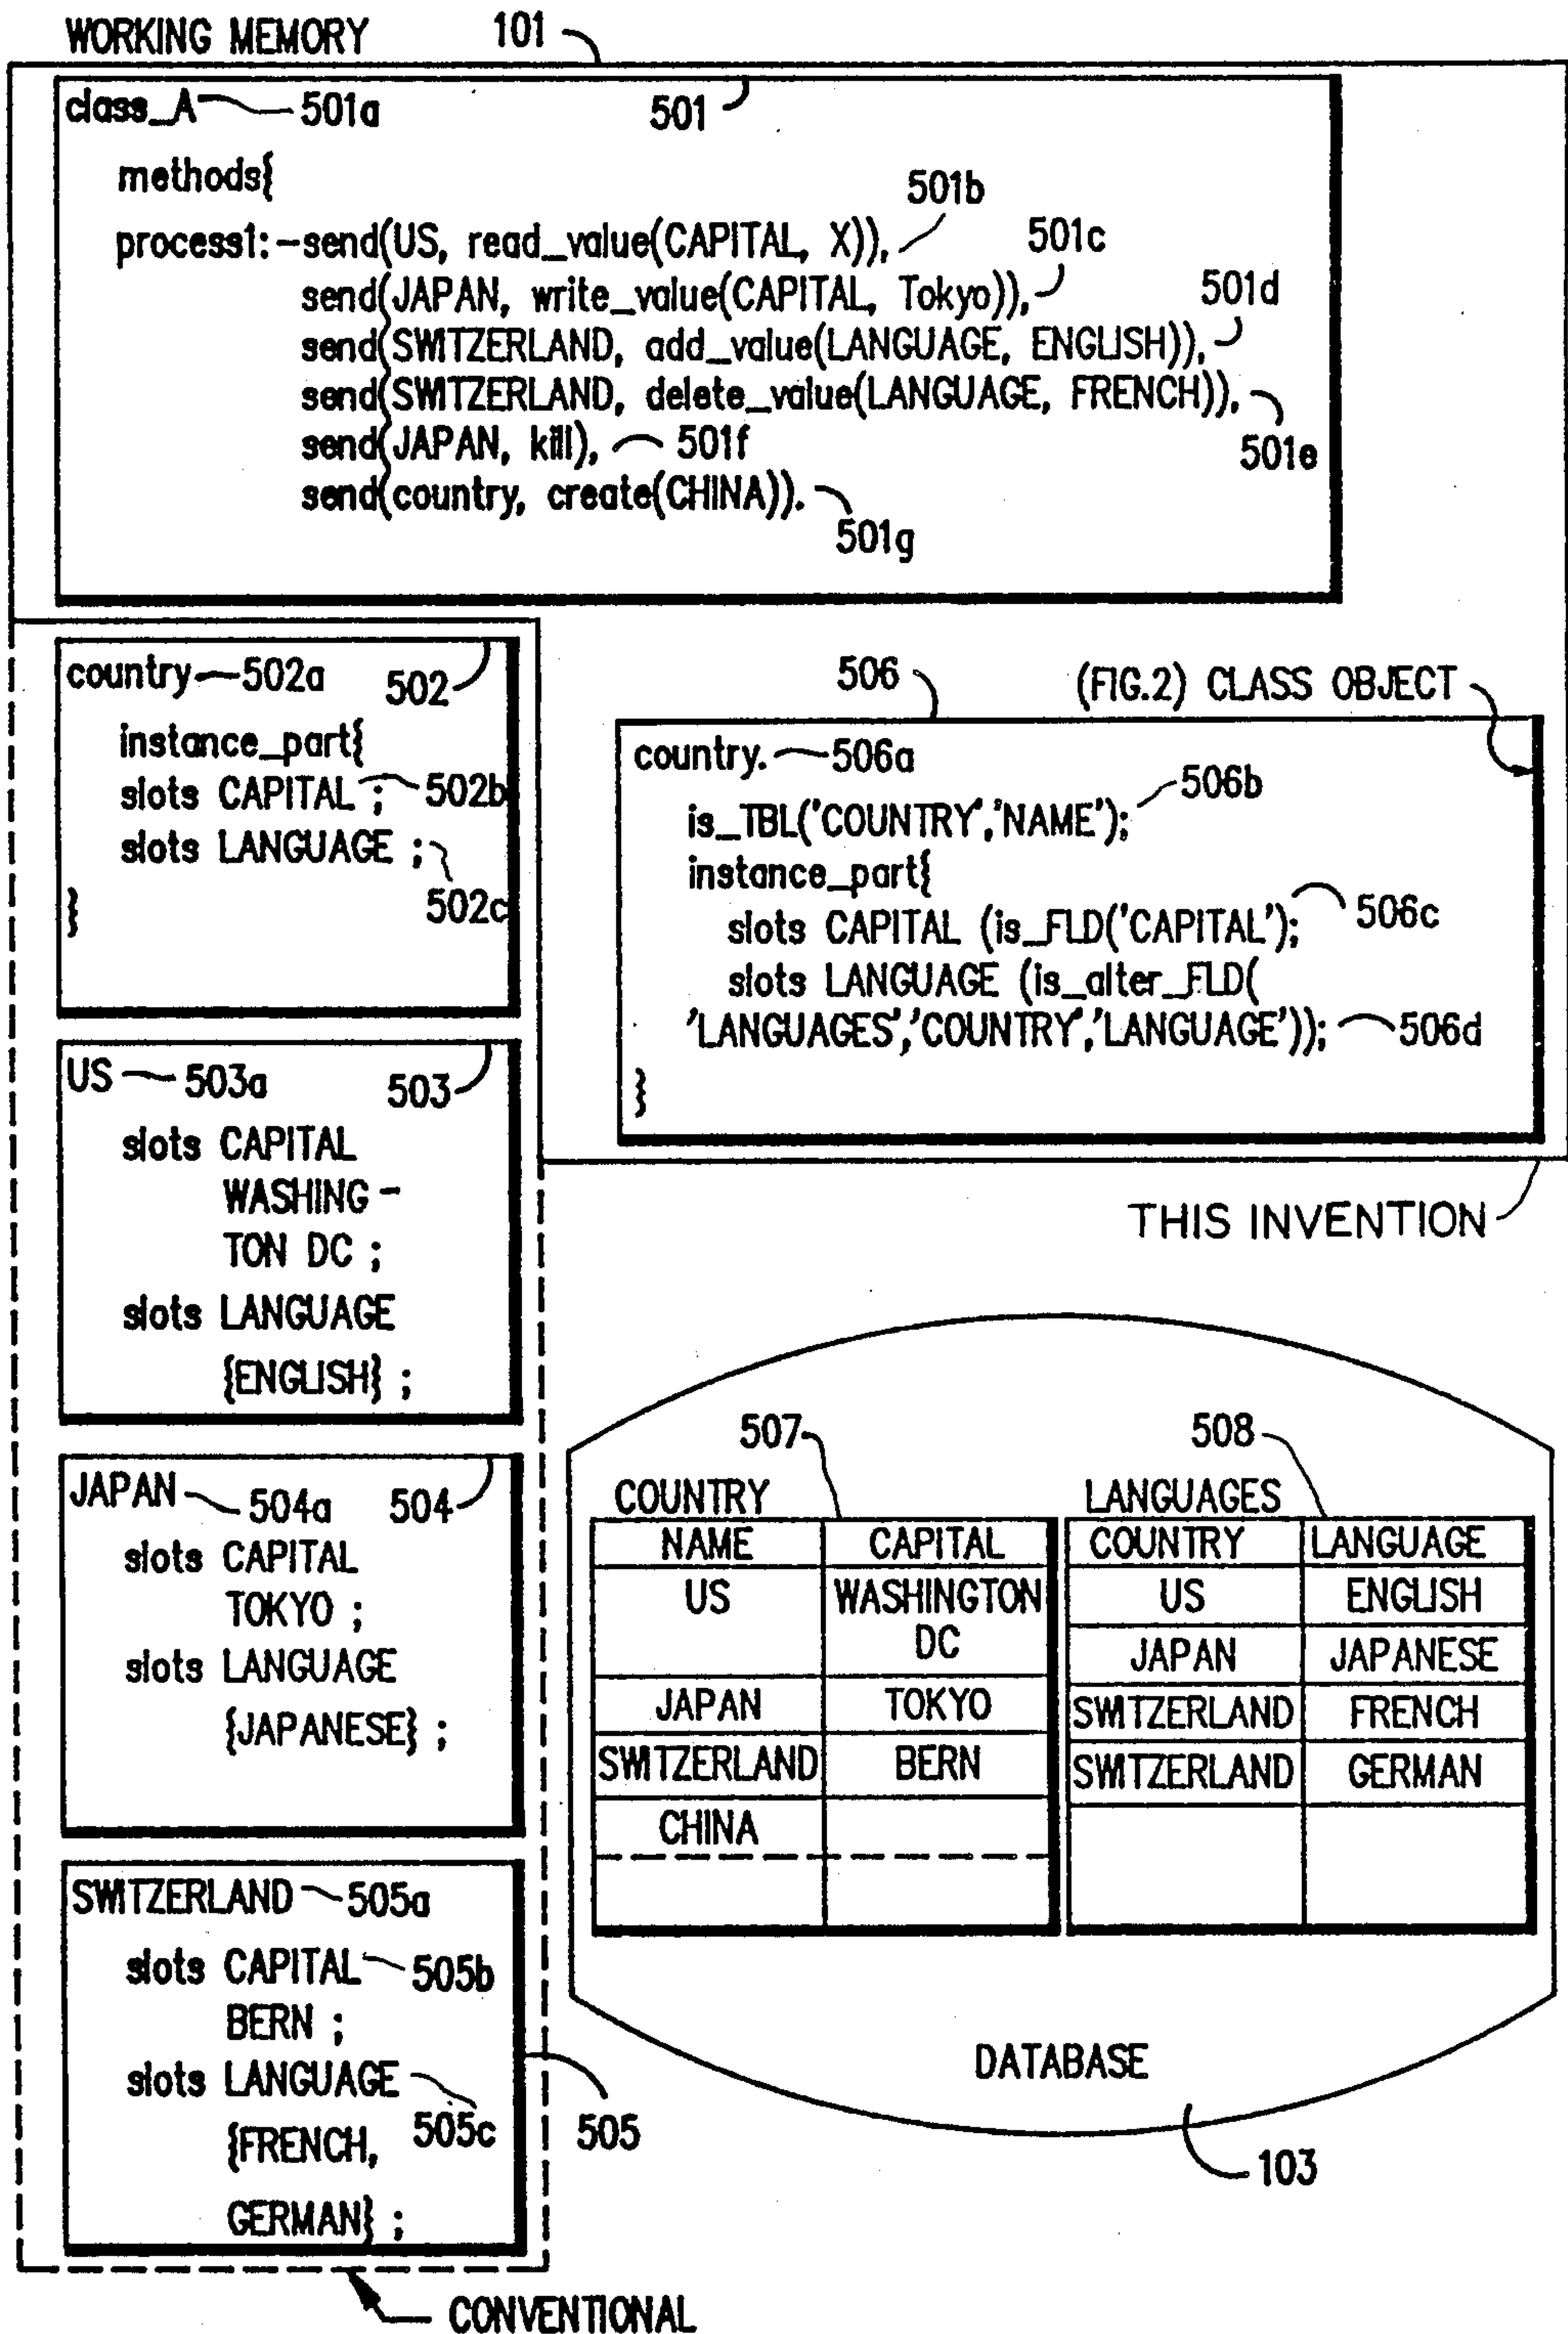 WORKING MEMORY 101
class_A 501a 501
methods{
501b
process1:-send(US, read_value(CAPITAL, X)), 501c
send(JAPAN, write_value(CAPITAL, Tokyo)), 501d
send(SWITZERLAND, add_value(LANGUAGE, ENGLISH)),
send(SWITZERLAND, delete_value(LANGUAGE, FRENCH)),
send(JAPAN, kill), 501f 501e
send(country, create(CHINA)).
501g
country 502a 502
instance_part{
slots CAPITAL ; 502b
slots LANGUAGE ;
502c
}
506 (FIG.2) CLASS OBJECT
country. 506a
506b
is_TBL('COUNTRY','NAME');
instance_part{
slots CAPITAL (is_FLD('CAPITAL'); 506c
slots LANGUAGE (is_alter_FLD(
'LANGUAGES','COUNTRY','LANGUAGE')); 506d
}
THIS INVENTION
US 503a 503
slots CAPITAL
WASHING-
TON DC ;
slots LANGUAGE
{ENGLISH} ;
JAPAN 504a 504
slots CAPITAL
TOKYO ;
slots LANGUAGE
{JAPANESE} ;
SWITZERLAND 505a
slots CAPITAL 505b
BERN ;
slots LANGUAGE
505c 505
{FRENCH,
GERMAN} ;
CONVENTIONAL
507 508
COUNTRY
NAME CAPITAL
US WASHINGTON
DC
JAPAN TOKYO
SWITZERLAND BERN
CHINA
LANGUAGES
COUNTRY LANGUAGE
US ENGLISH
JAPAN JAPANESE
SWITZERLAND FRENCH
SWITZERLAND GERMAN
DATABASE
103